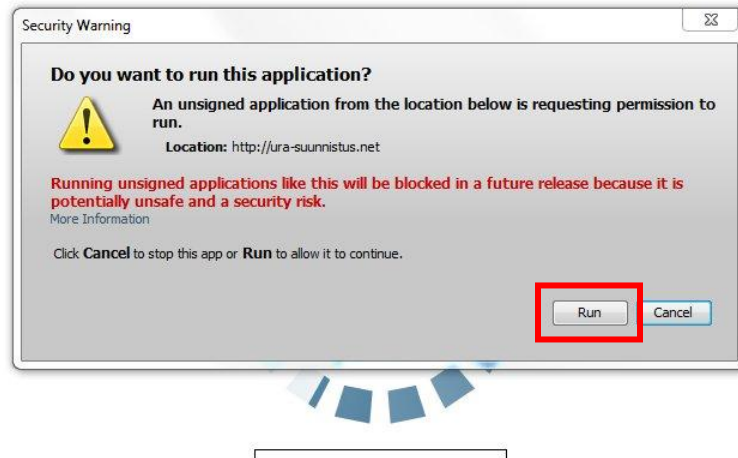 Security Warning
Do you want to run this application?
An unsigned application from the location below is requesting permission to
run.
Location: http://ura-suunnistus.net
Running unsigned applications like this will be blocked in a future release because it is
potentially unsafe and a security risk.
More Information
Click Cancel to stop this app or Run to allow it to continue.
Run Cancel